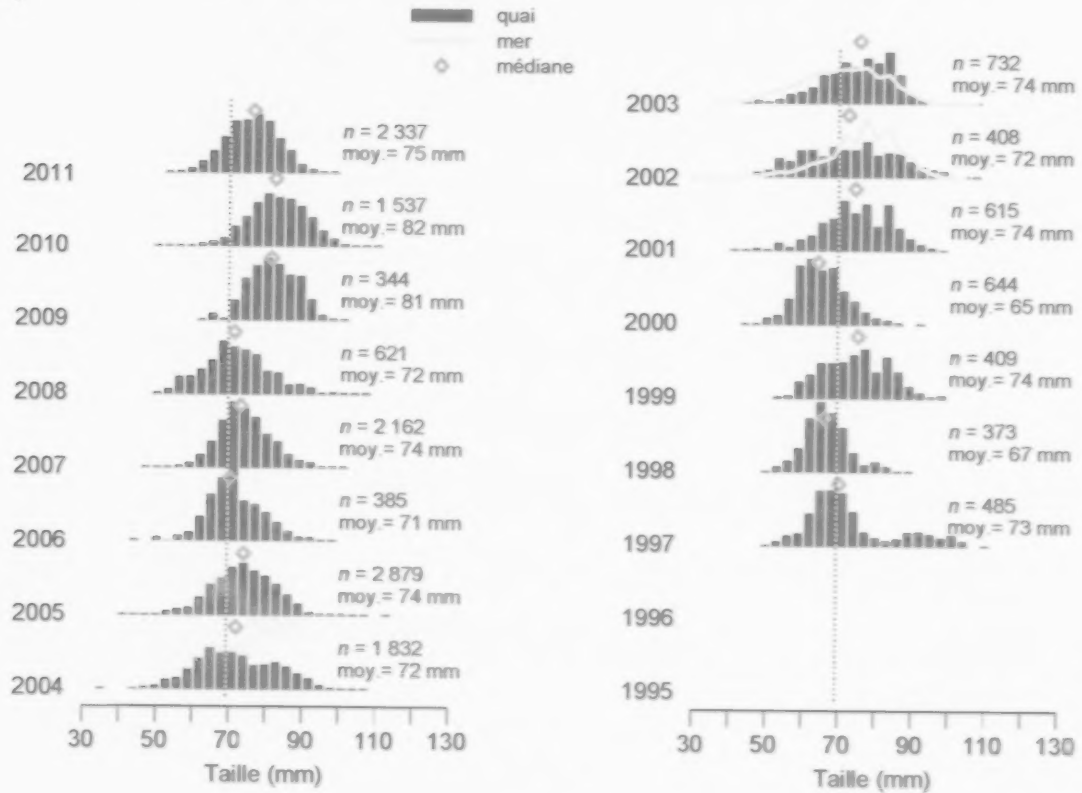 quai
mer
médiane
2011
n = 2 337
moy.= 75 mm
2010
n = 1 537
moy.= 82 mm
2009
n = 344
moy.= 81 mm
2008
n = 621
moy.= 72 mm
2007
n = 2 162
moy.= 74 mm
2006
n = 385
moy.= 71 mm
2005
n = 2 879
moy.= 74 mm
2004
n = 1 832
moy.= 72 mm
30 50 70 90 110 130
Taille (mm)
2003
n = 732
moy.= 74 mm
2002
n = 408
moy.= 72 mm
2001
n = 615
moy.= 74 mm
2000
n = 644
moy.= 65 mm
1999
n = 409
moy.= 74 mm
1998
n = 373
moy.= 67 mm
1997
n = 485
moy.= 73 mm
1996
1995
30 50 70 90 110 130
Taille (mm)